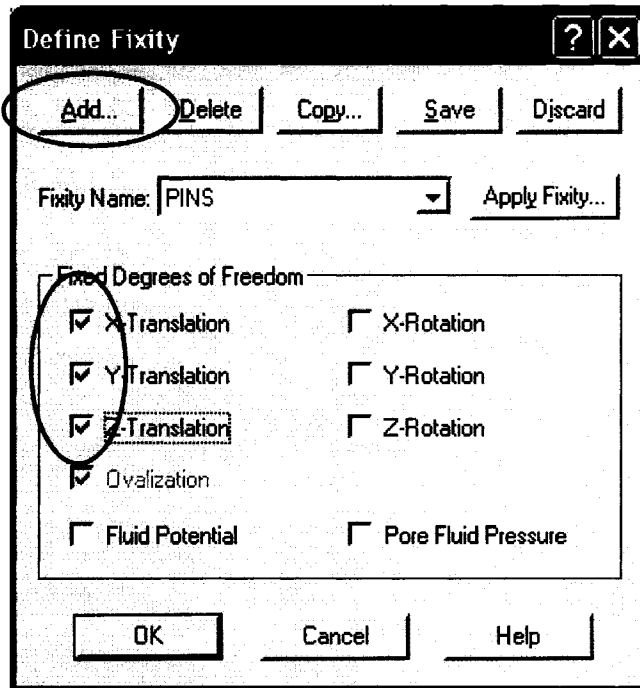 Define Fixity ? X
Add... Delete Copy... Save Discard
Fixity Name: PINS Apply Fixity...
Fixed Degrees of Freedom
X-Translation X-Rotation
Y-Translation Y-Rotation
Z-Translation Z-Rotation
Ovalization
Fluid Potential Pore Fluid Pressure
OK Cancel Help